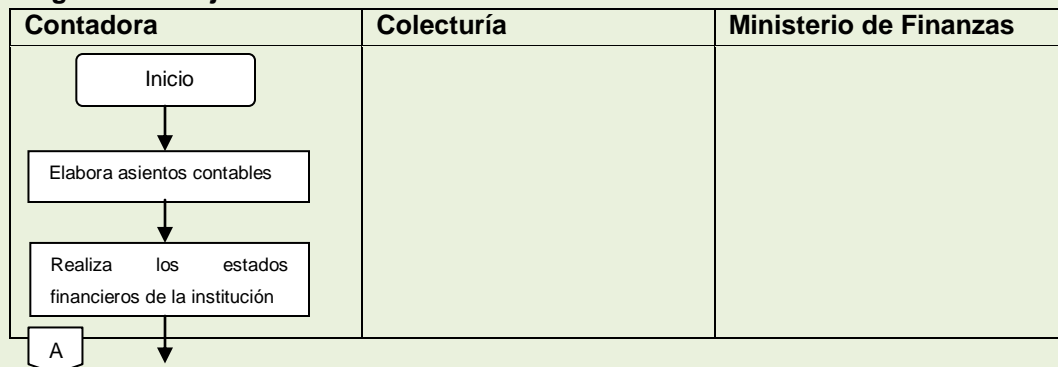 Contadora Colecturía Ministerio de Finanzas
Inicio
Elabora asientos contables
Realiza los estados
financieros de la institución
A